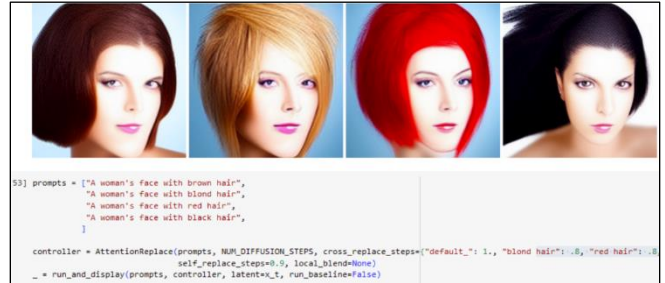 53] prompts = ["A woman's face with brown hair",
"A woman's face with blond hair",
"A woman's face with red hair",
"A woman's face with black hair",
]
controller = AttentionReplace(prompts, NUM_DIFFUSION_STEPS, cross_replace_steps={"default_": 1., "blond hair": .8, "red hair": .8
self_replace_steps=0.9, local_blend=None)
_ = run_and_display(prompts, controller, latent=x_t, run_baseline=False)